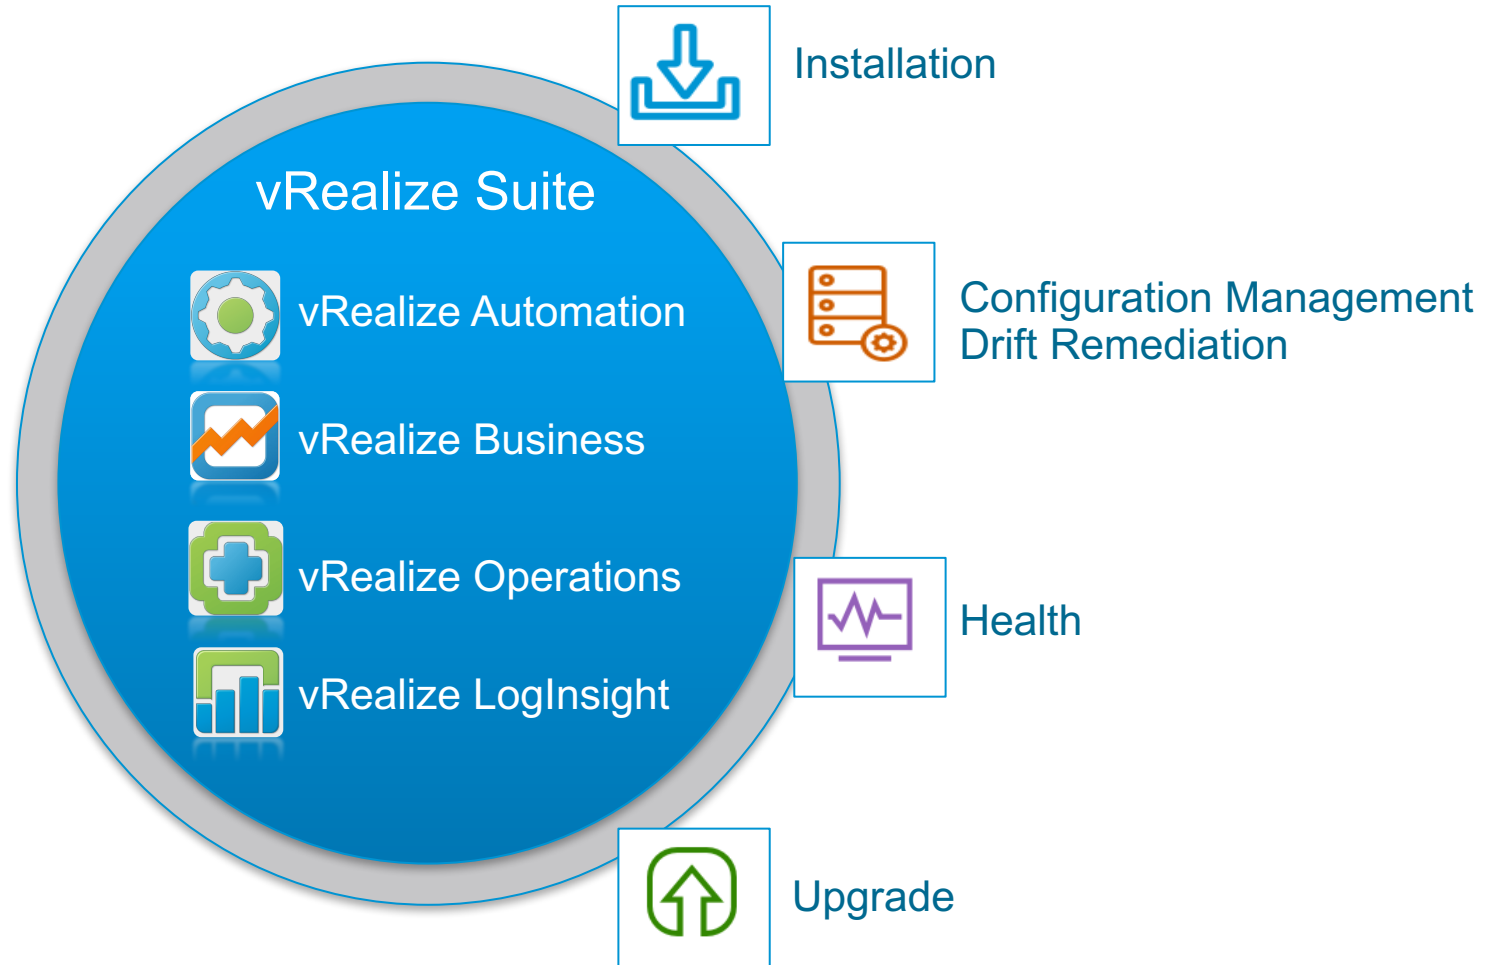 Installation
vRealize Suite
vRealize Automation
Configuration Management
Drift Remediation
vRealize Business
vRealize Operations
Health
vRealize LogInsight
Upgrade